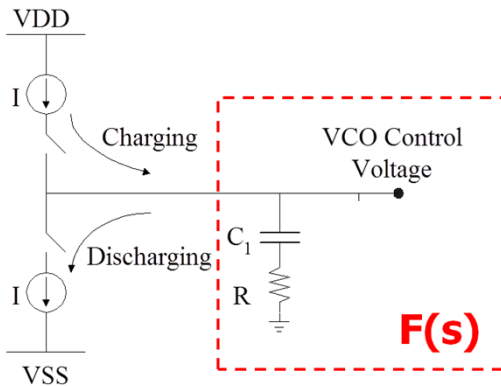 VDD
I
Charging
VCO Control
Voltage
C1
Discharging
I
R
F(s)
VSS